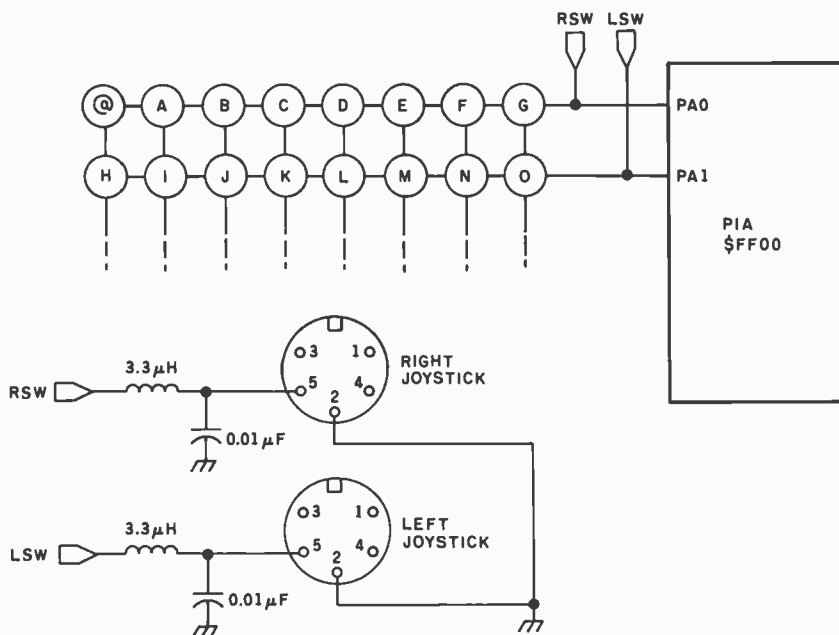 RSW LSW
@ A B C D E F G
PA0
H I J K L M N O
PA1
PIA
$FF00
3.3μH
RSW
0.01μF
3 1
5 4
2
RIGHT
JOYSTICK
3.3μH
LSW
0.01μF
3 1
5 4
2
LEFT
JOYSTICK